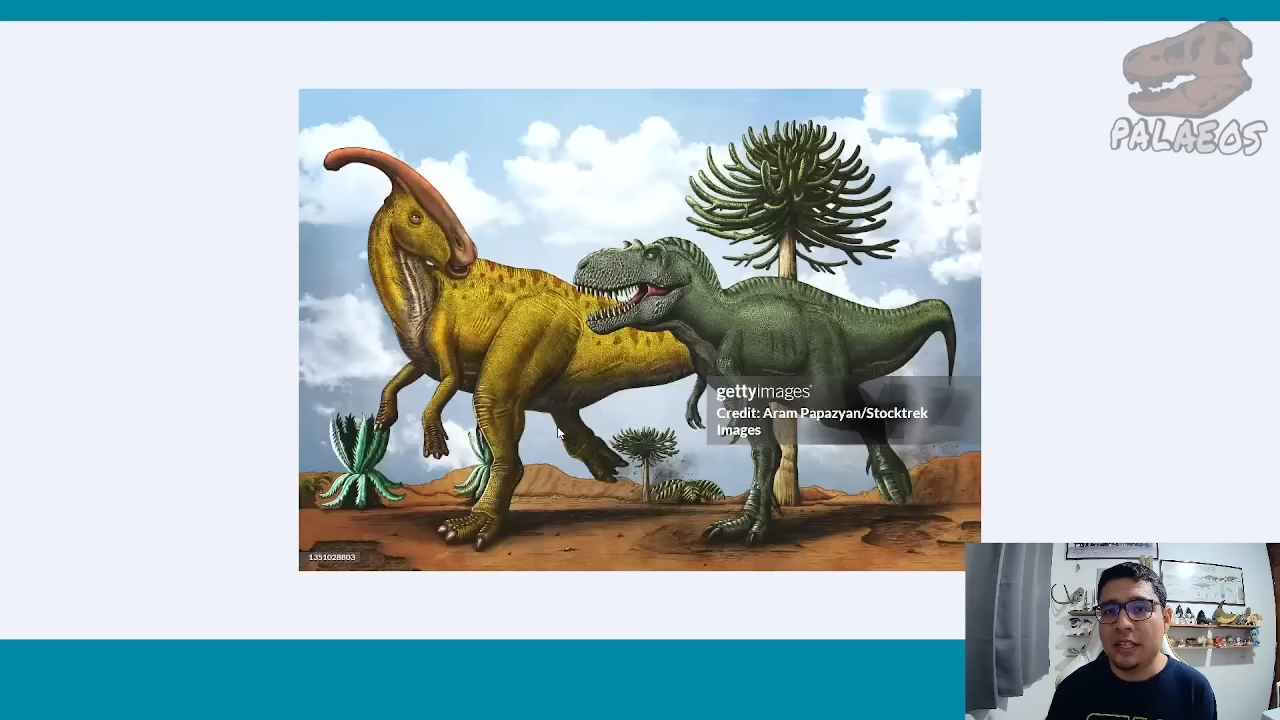 PALAEOS
gettyimages®
Credit: Aram Papazyan/Stocktrek
Images
1351028803